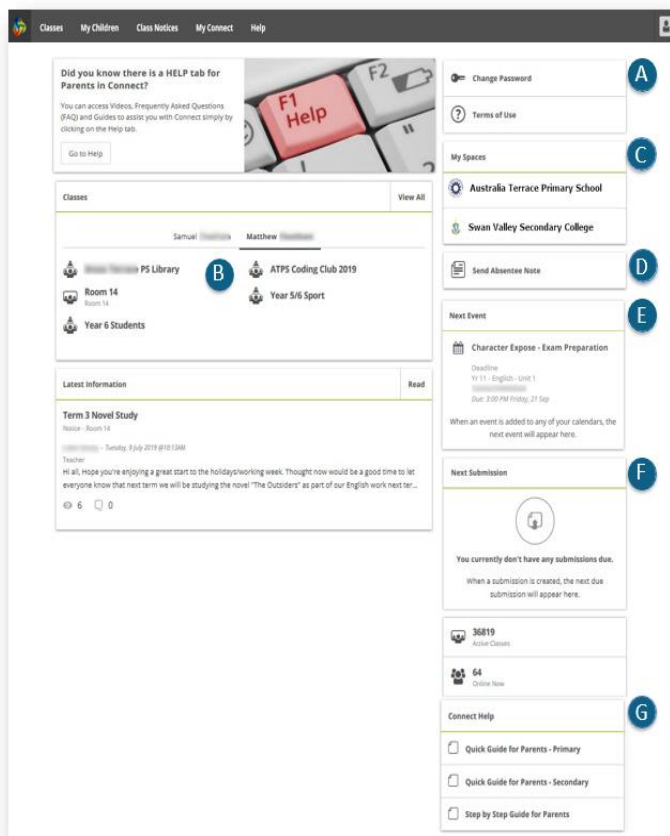 Classes My Children Class Notices My Connect Help
Did you know there is a HELP tab for
Parents in Connect?
You can access Videos, Frequently Asked Questions
(FAQ) and Guides to assist you with Connect simply by
clicking on the Help tab.
Go to Help
F1
Help
F2
"
Classes View All
Samuel Matthew
PS Library
ATPS Coding Club 2019
Room 14
Room 14
Year 5/6 Sport
Year 6 Students
B
Latest Information Read
Term 3 Novel Study
Notice - Room 14
- Tuesday, 9 July 2019 @10:13AM
Teacher
Hi all, Hope you're enjoying a great start to the holidays/working week. Thought now would be a good time to let
everyone know that next term we will be studying the novel "The Outsiders" as part of our English work next ter...
6 0
Change Password
A
Terms of Use
My Spaces
C
Australia Terrace Primary School
Swan Valley Secondary College
Send Absentee Note
D
Next Event
E
Character Expose - Exam Preparation
Deadline
Yr 11 - English - Unit 1
Due: 3:00 PM Friday, 21 Sep
When an event is added to any of your calendars, the
next event will appear here.
Next Submission
F
You currently don't have any submissions due.
When a submission is created, the next due
submission will appear here.
36819
Active Classes
64
Online Now
Connect Help
G
Quick Guide for Parents - Primary
Quick Guide for Parents - Secondary
Step by Step Guide for Parents